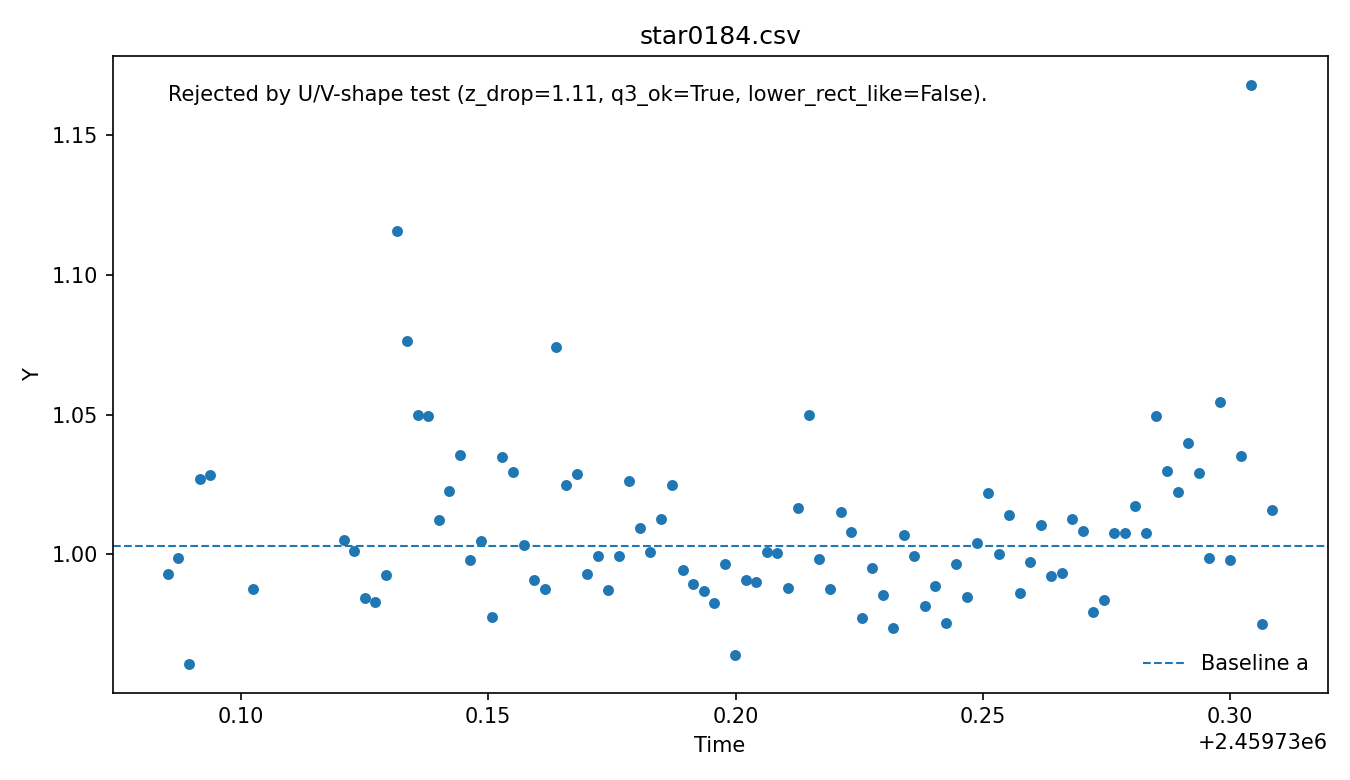 star0184.csv
Rejected by U/V-shape test (z_drop=1.11, q3_ok=True, lower_rect_like=False).
Y
1.15
1.10
1.05
1.00
Baseline a
0.10 0.15 0.20 0.25 0.30
Time
+2.45973e6